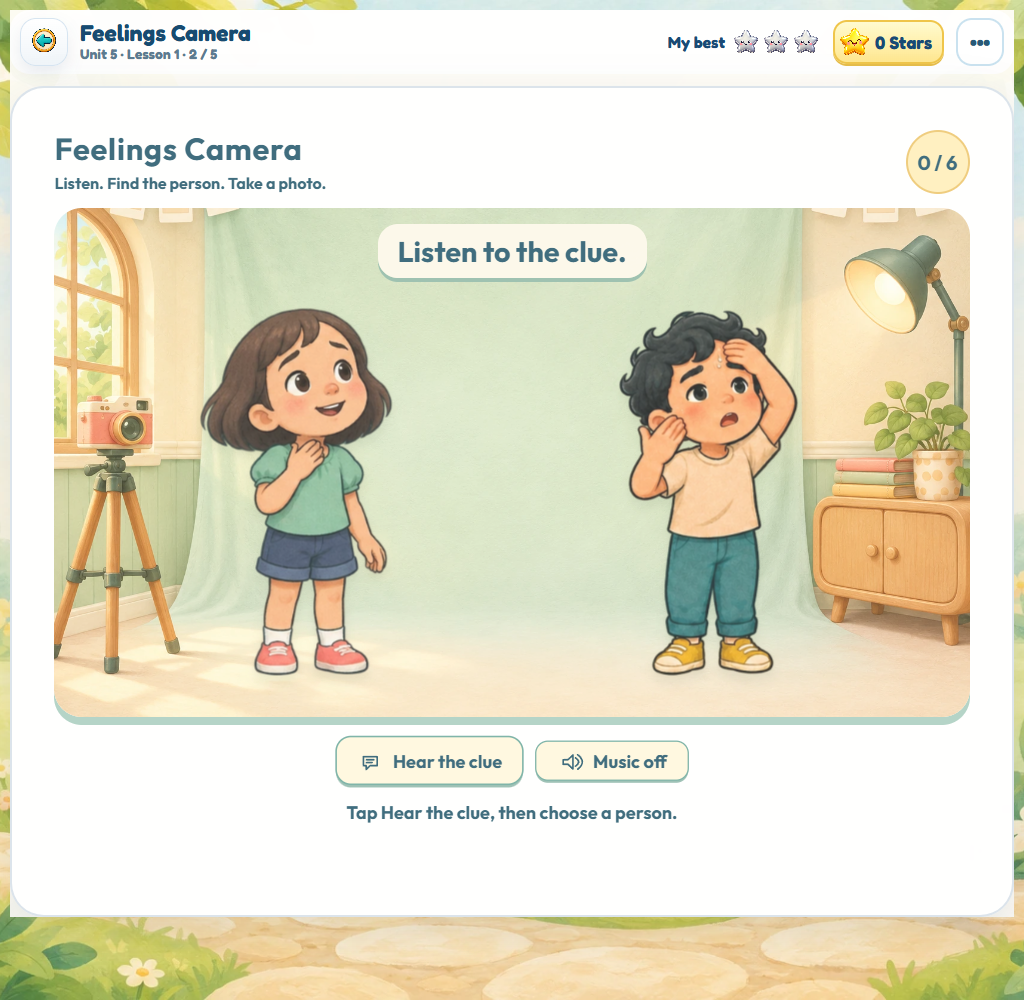 Feelings Camera
Unit 5 · Lesson 1 · 2 / 5
My best
0 Stars
Feelings Camera
Listen. Find the person. Take a photo.
0 / 6
Listen to the clue.
Hear the clue
Music off
Tap Hear the clue, then choose a person.